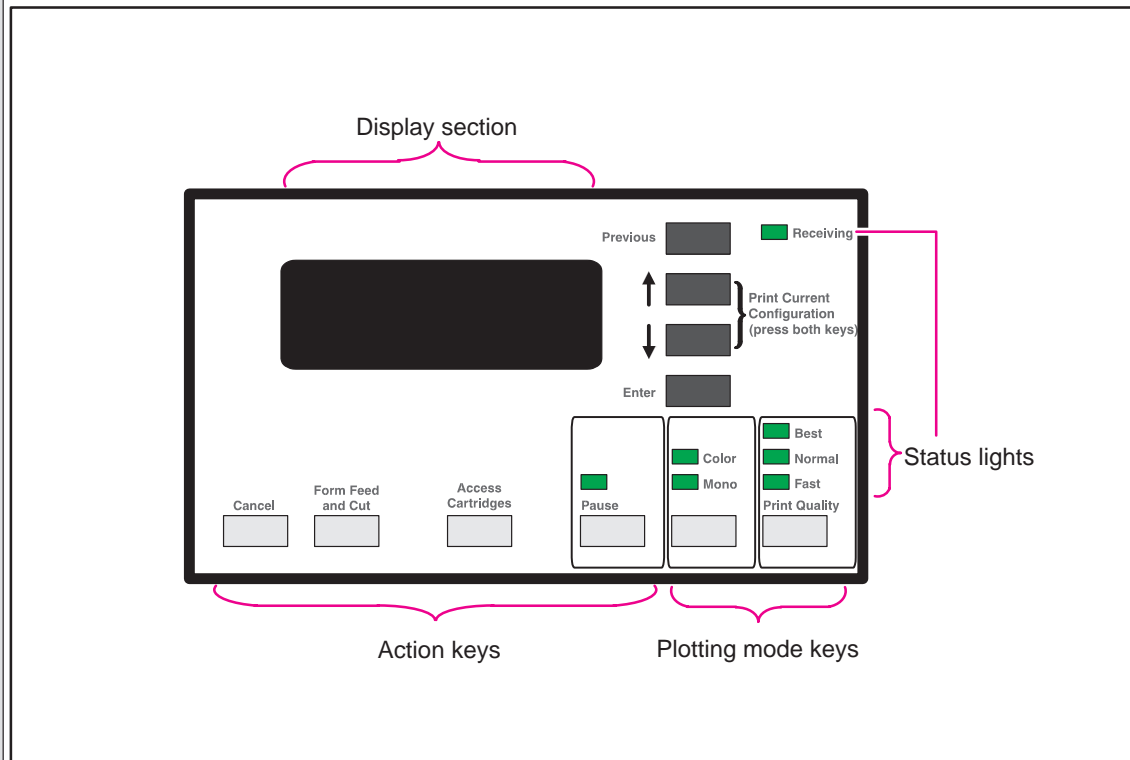 Display section
Previous
Receiving
Print Current
Configuration
(press both keys)
Enter
Best
Color
Normal
Status lights
Mono
Fast
Cancel
Form Feed
and Cut
Access
Cartridges
Pause
Print Quality
Action keys
Plotting mode keys